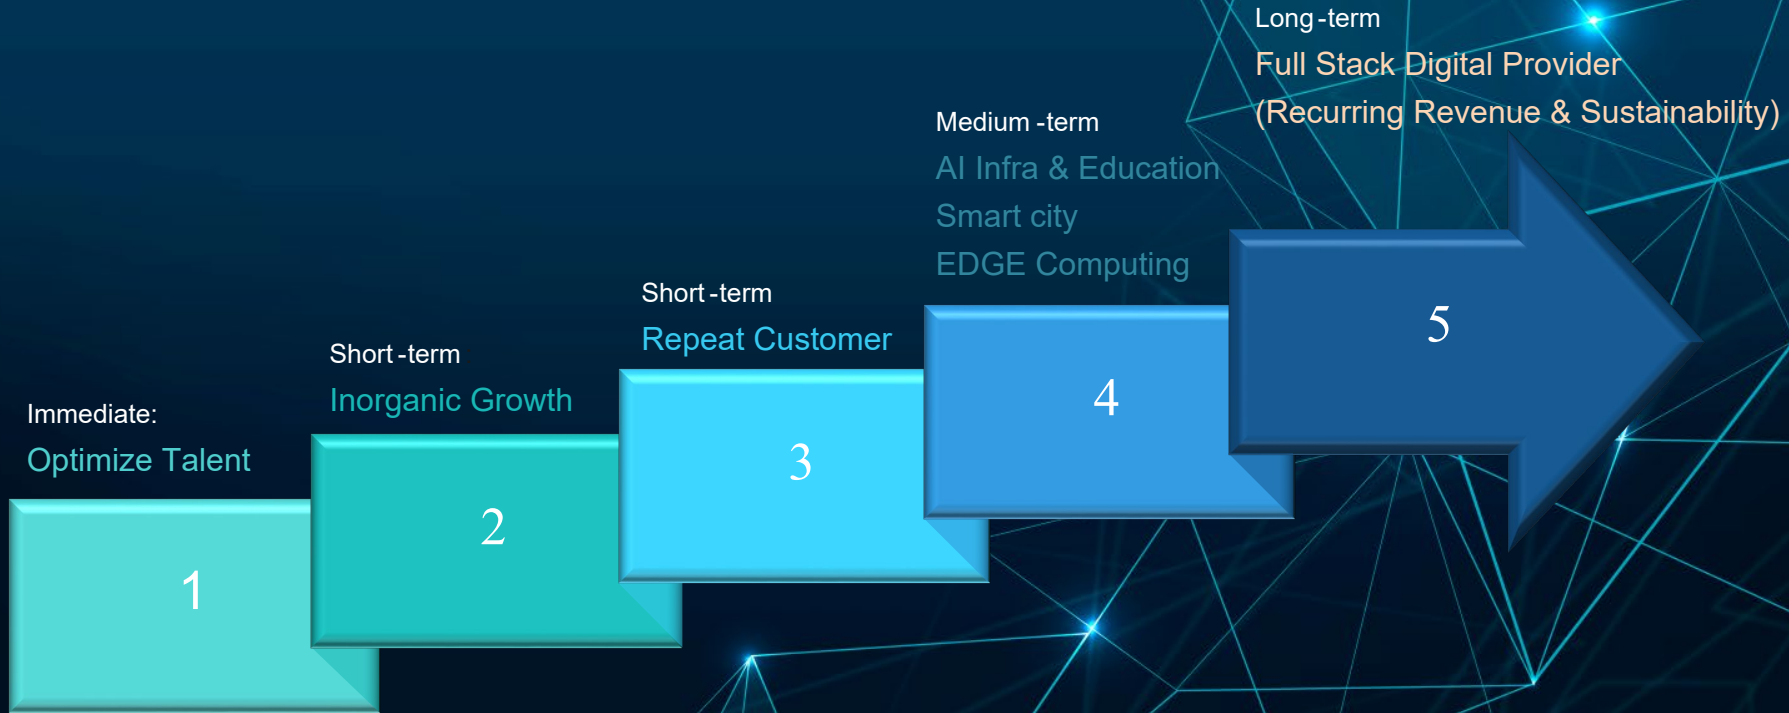 Immediate:
Optimize Talent
1
Short-term
Inorganic Growth
2
Short-term
Repeat Customer
3
Medium-term
AI Infra & Education
Smart city
EDGE Computing
4
Long-term
Full Stack Digital Provider
(Recurring Revenue & Sustainability)
5